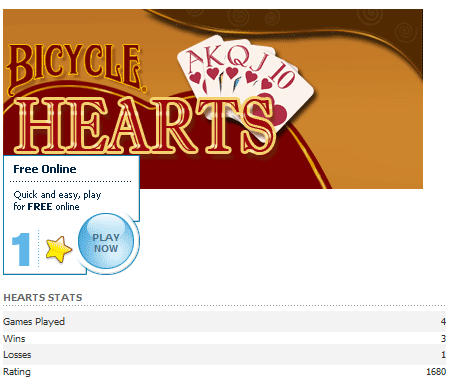 BICYCLE
HEARTS
A K Q J 10
Free Online
Quick and easy, play
for FREE online
1
PLAY
NOW
HEARTS STATS
Games Played 4
Wins 3
Losses 1
Rating 1680